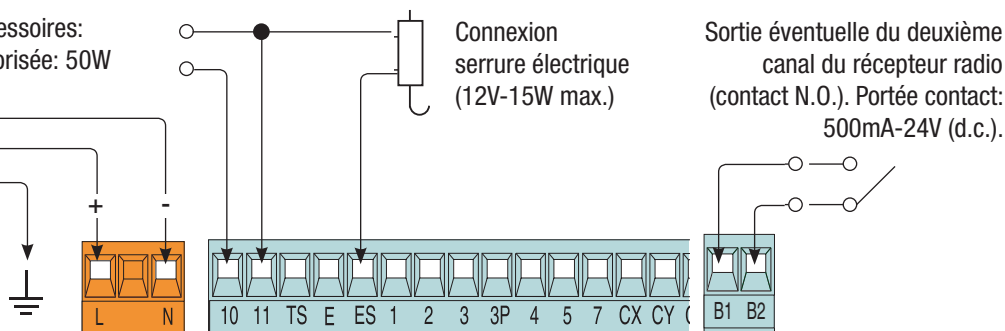 essoires:
orisée: 50W
Connexion
serrure électrique
(12V-15W max.)
Sortie éventuelle du deuxième
canal du récepteur radio
(contact N.O.). Portée contact:
500mA-24V (d.c.).
+ -
L N
10 11 TS E ES 1 2 3 3P 4 5 7 CX CY
B1 B2